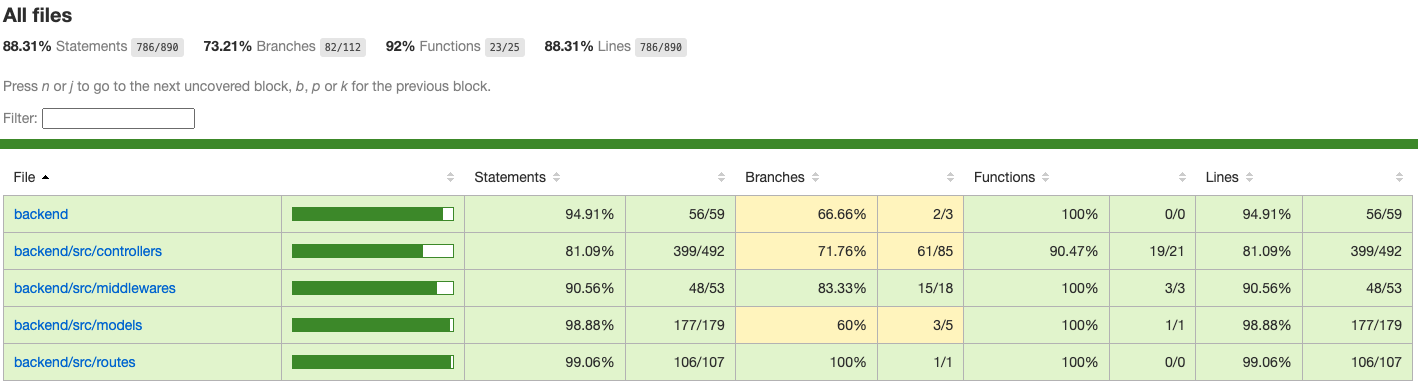 All files
88.31% Statements 786/890 73.21% Branches 82/112 92% Functions 23/25 88.31% Lines 786/890
Press n or j to go to the next uncovered block, b, p or k for the previous block.
Filter:
File Statements Branches Functions Lines
backend 94.91% 56/59 66.66% 2/3 100% 0/0 94.91% 56/59
backend/src/controllers 81.09% 399/492 71.76% 61/85 90.47% 19/21 81.09% 399/492
backend/src/middlewares 90.56% 48/53 83.33% 15/18 100% 3/3 90.56% 48/53
backend/src/models 98.88% 177/179 60% 3/5 100% 1/1 98.88% 177/179
backend/src/routes 99.06% 106/107 100% 1/1 100% 0/0 99.06% 106/107